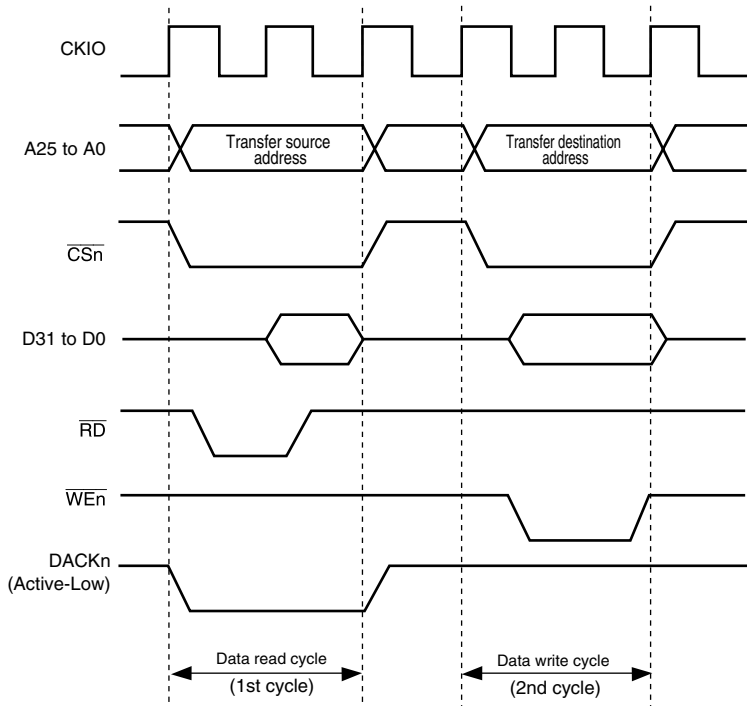 CKIO
A25 to A0
Transfer source
address
Transfer destination
address
CSn
D31 to D0
RD
WEn
DACKn
(Active-Low)
Data read cycle
(1st cycle)
Data write cycle
(2nd cycle)